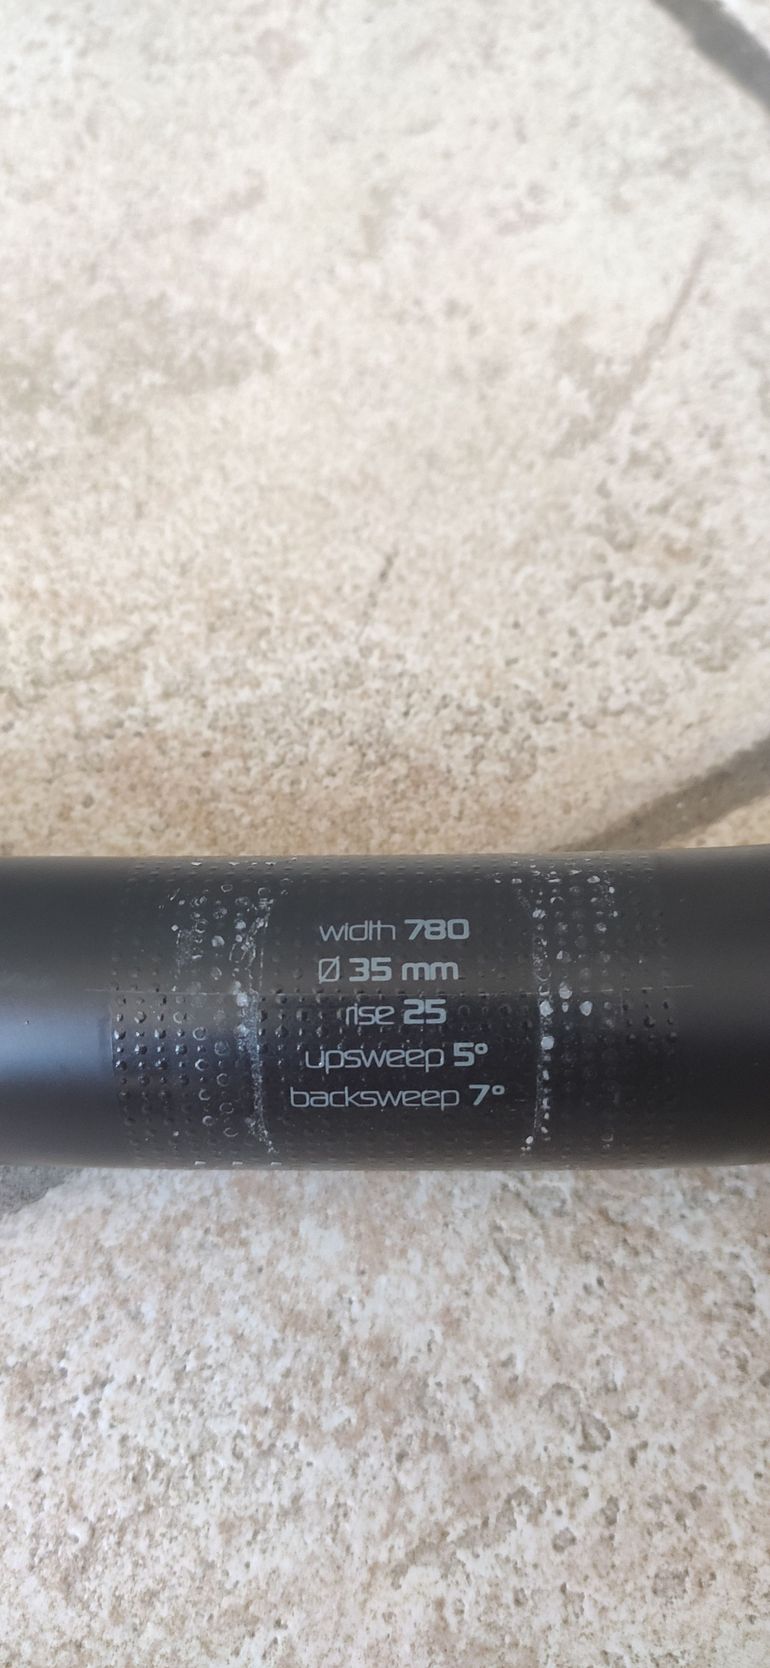 width 780
Ø 35 mm
rise 25
upsweep 5°
backsweep 7°